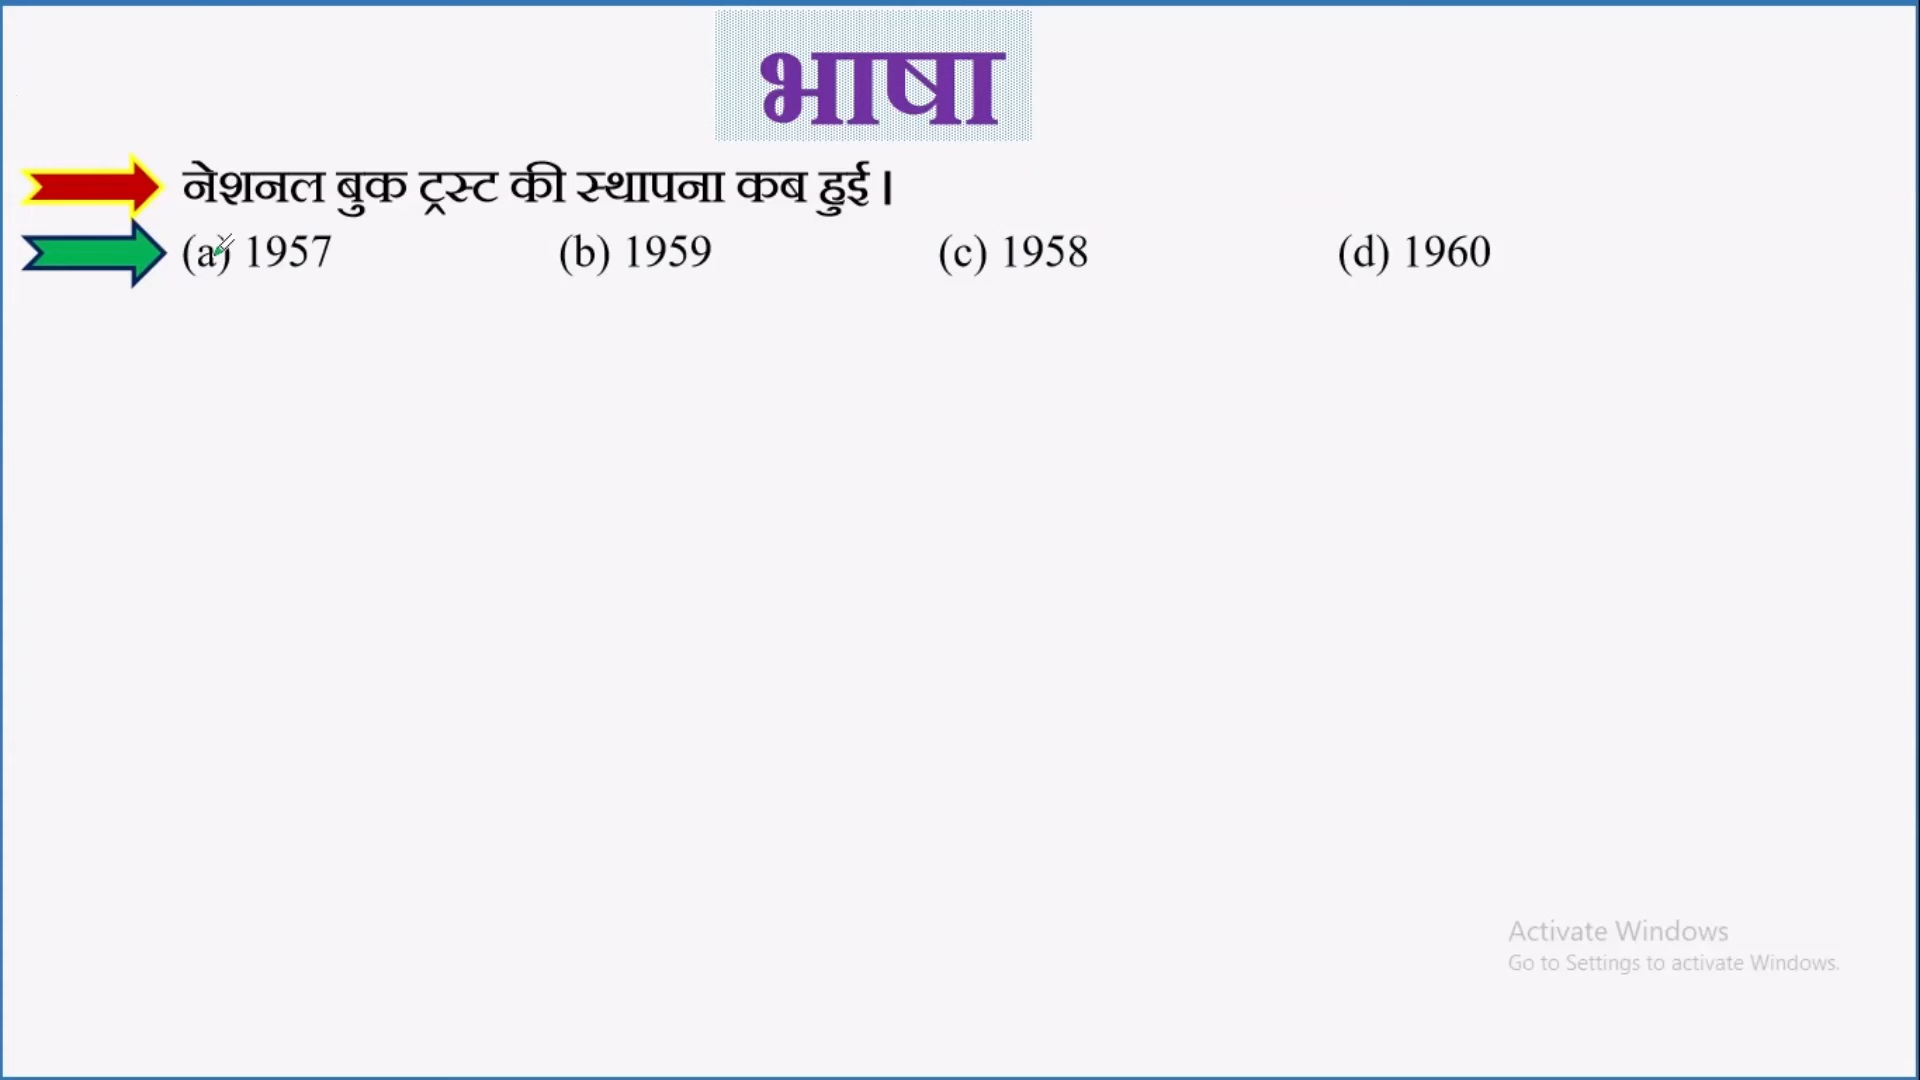 भाषा
नेशनल बुक ट्रस्ट की स्थापना कब हुई ।
(a) 1957 (b) 1959 (c) 1958 (d) 1960
Activate Windows
Go to Settings to activate Windows.